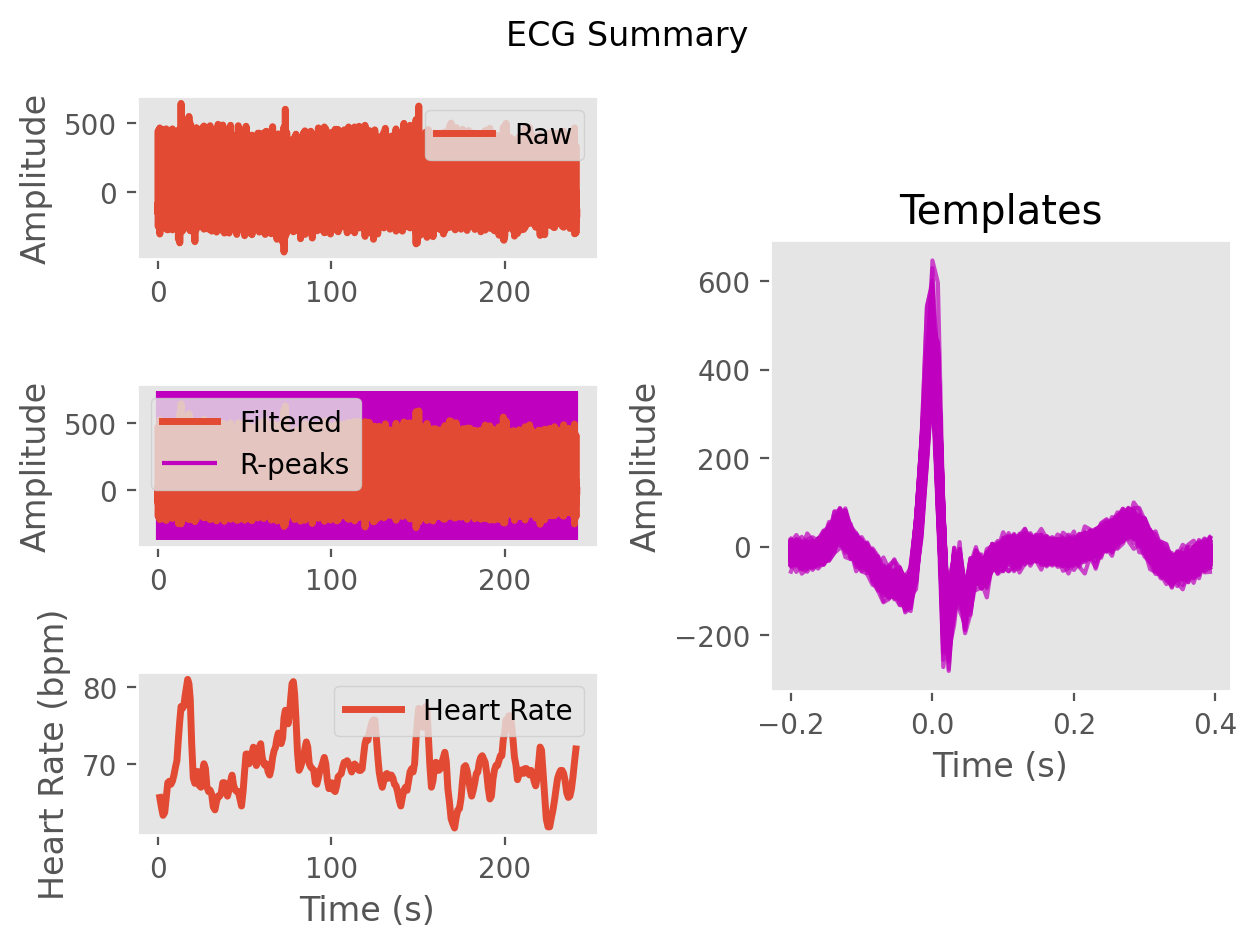 ECG Summary
Amplitude
500
0
Raw
0
100
200
Amplitude
500
0
Filtered
R-peaks
0
100
200
Heart Rate (bpm)
80
70
Heart Rate
0
100
200
Time (s)
Templates
Amplitude
600
400
200
0
−200
−0.2
0.0
0.2
0.4
Time (s)